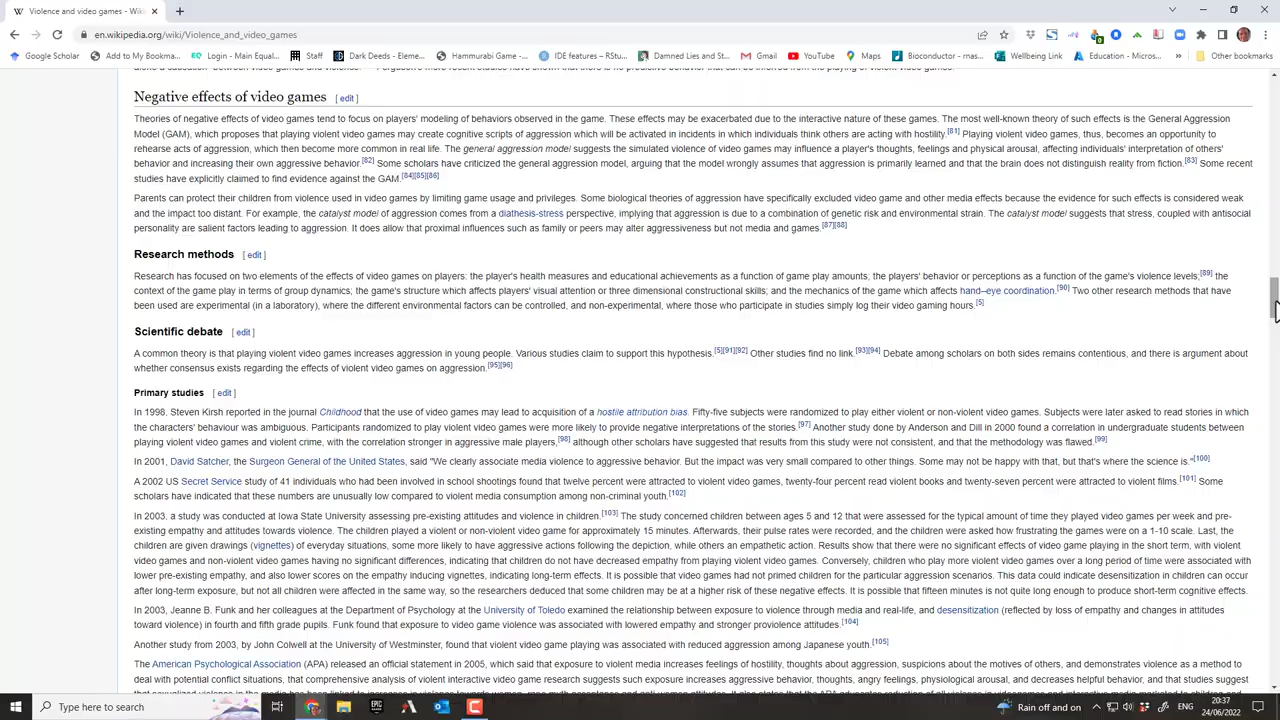 Violence and video games - Wiki
en.wikipedia.org/wiki/Violence_and_video_games
Google Scholar
Add to My Bookmar...
Login - Main Equal...
Staff
Dark Deeds - Eleme...
Hammurabi Game -...
IDE features – RStu...
Damned Lies and St...
Gmail
YouTube
Maps
Bioconductor - rnas...
Wellbeing Link
Education - Micros...
»
Other bookmarks
Negative effects of video games [ edit ]
Theories of negative effects of video games tend to focus on players' modeling of behaviors observed in the game. These effects may be exacerbated due to the interactive nature of these games. The most well-known theory of such effects is the General Aggression
Model (GAM), which proposes that playing violent video games may create cognitive scripts of aggression which will be activated in incidents in which individuals think others are acting with hostility.[81] Playing violent video games, thus, becomes an opportunity to
rehearse acts of aggression, which then become more common in real life. The general aggression model suggests the simulated violence of video games may influence a player's thoughts, feelings and physical arousal, affecting individuals' interpretation of others'
behavior and increasing their own aggressive behavior.[82] Some scholars have criticized the general aggression model, arguing that the model wrongly assumes that aggression is primarily learned and that the brain does not distinguish reality from fiction.[83] Some recent
studies have explicitly claimed to find evidence against the GAM.[84][85][86]
Parents can protect their children from violence used in video games by limiting game usage and privileges. Some biological theories of aggression have specifically excluded video game and other media effects because the evidence for such effects is considered weak
and the impact too distant. For example, the catalyst model of aggression comes from a diathesis-stress perspective, implying that aggression is due to a combination of genetic risk and environmental strain. The catalyst model suggests that stress, coupled with antisocial
personality are salient factors leading to aggression. It does allow that proximal influences such as family or peers may alter aggressiveness but not media and games.[87][88]
Research methods [ edit ]
Research has focused on two elements of the effects of video games on players: the player's health measures and educational achievements as a function of game play amounts; the players' behavior or perceptions as a function of the game's violence levels;[89] the
context of the game play in terms of group dynamics; the game's structure which affects players' visual attention or three dimensional constructional skills; and the mechanics of the game which affects hand–eye coordination.[90] Two other research methods that have
been used are experimental (in a laboratory), where the different environmental factors can be controlled, and non-experimental, where those who participate in studies simply log their video gaming hours.[5]
Scientific debate [ edit ]
A common theory is that playing violent video games increases aggression in young people. Various studies claim to support this hypothesis.[5][91][92] Other studies find no link.[93][94] Debate among scholars on both sides remains contentious, and there is argument about
whether consensus exists regarding the effects of violent video games on aggression.[95][96]
Primary studies [ edit ]
In 1998, Steven Kirsh reported in the journal Childhood that the use of video games may lead to acquisition of a hostile attribution bias. Fifty-five subjects were randomized to play either violent or non-violent video games. Subjects were later asked to read stories in which
the characters' behaviour was ambiguous. Participants randomized to play violent video games were more likely to provide negative interpretations of the stories.[97] Another study done by Anderson and Dill in 2000 found a correlation in undergraduate students between
playing violent video games and violent crime, with the correlation stronger in aggressive male players,[98] although other scholars have suggested that results from this study were not consistent, and that the methodology was flawed.[99]
In 2001, David Satcher, the Surgeon General of the United States, said "We clearly associate media violence to aggressive behavior. But the impact was very small compared to other things. Some may not be happy with that, but that's where the science is."[100]
A 2002 US Secret Service study of 41 individuals who had been involved in school shootings found that twelve percent were attracted to violent video games, twenty-four percent read violent books and twenty-seven percent were attracted to violent films.[101] Some
scholars have indicated that these numbers are unusually low compared to violent media consumption among non-criminal youth.[102]
In 2003, a study was conducted at Iowa State University assessing pre-existing attitudes and violence in children.[103] The study concerned children between ages 5 and 12 that were assessed for the typical amount of time they played video games per week and pre-
existing empathy and attitudes towards violence. The children played a violent or non-violent video game for approximately 15 minutes. Afterwards, their pulse rates were recorded, and the children were asked how frustrating the games were on a 1-10 scale. Last, the
children are given drawings (vignettes) of everyday situations, some more likely to have aggressive actions following the depiction, while others an empathetic action. Results show that there were no significant effects of video game playing in the short term, with violent
video games and non-violent video games having no significant differences, indicating that children do not have decreased empathy from playing violent video games. Conversely, children who play more violent video games over a long period of time were associated with
lower pre-existing empathy, and also lower scores on the empathy inducing vignettes, indicating long-term effects. It is possible that video games had not primed children for the particular aggression scenarios. This data could indicate desensitization in children can occur
after long-term exposure, but not all children were affected in the same way, so the researchers deduced that some children may be at a higher risk of these negative effects. It is possible that fifteen minutes is not quite long enough to produce short-term cognitive effects.
In 2003, Jeanne B. Funk and her colleagues at the Department of Psychology at the University of Toledo examined the relationship between exposure to violence through media and real-life, and desensitization (reflected by loss of empathy and changes in attitudes
toward violence) in fourth and fifth grade pupils. Funk found that exposure to video game violence was associated with lowered empathy and stronger proviolence attitudes.[104]
Another study from 2003, by John Colwell at the University of Westminster, found that violent video game playing was associated with reduced aggression among Japanese youth.[105]
The American Psychological Association (APA) released an official statement in 2005, which said that exposure to violent media increases feelings of hostility, thoughts about aggression, suspicions about the motives of others, and demonstrates violence as a method to
deal with potential conflict situations, that comprehensive analysis of violent interactive video game research suggests such exposure increases aggressive behavior, thoughts, angry feelings, physiological arousal, and decreases helpful behavior, and that studies suggest
Type here to search
EPIC
Rain off and on
ENG
20:37
24/06/2022